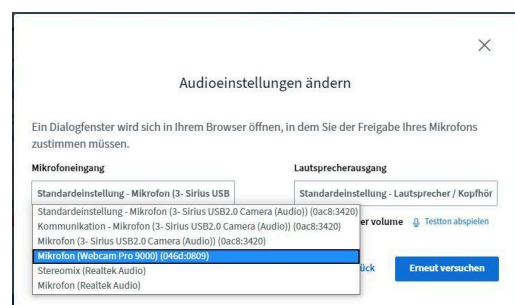 Audioeinstellungen ändern
Ein Dialogfenster wird sich in Ihrem Browser öffnen, in dem Sie der Freigabe Ihres Mikrofons
zustimmen müssen.
Mikrofoneingang
Lautsprecherausgang
Standardeinstellung - Mikrofon (3- Sirius USB
Standardeinstellung - Lautsprecher / Kopfhör
Standardeinstellung - Mikrofon (3- Sirius USB2.0 Camera (Audio)) (0ac8:3420)
Kommunikation - Mikrofon (3- Sirius USB2.0 Camera (Audio)) (0ac8:3420)
Mikrofon (3- Sirius USB2.0 Camera (Audio)) (0ac8:3420)
Mikrofon (Webcam Pro 9000) (046d:0809)
Stereomix (Realtek Audio)
Mikrofon (Realtek Audio)
er volume
Testton abspielen
ück
Erneut versuchen